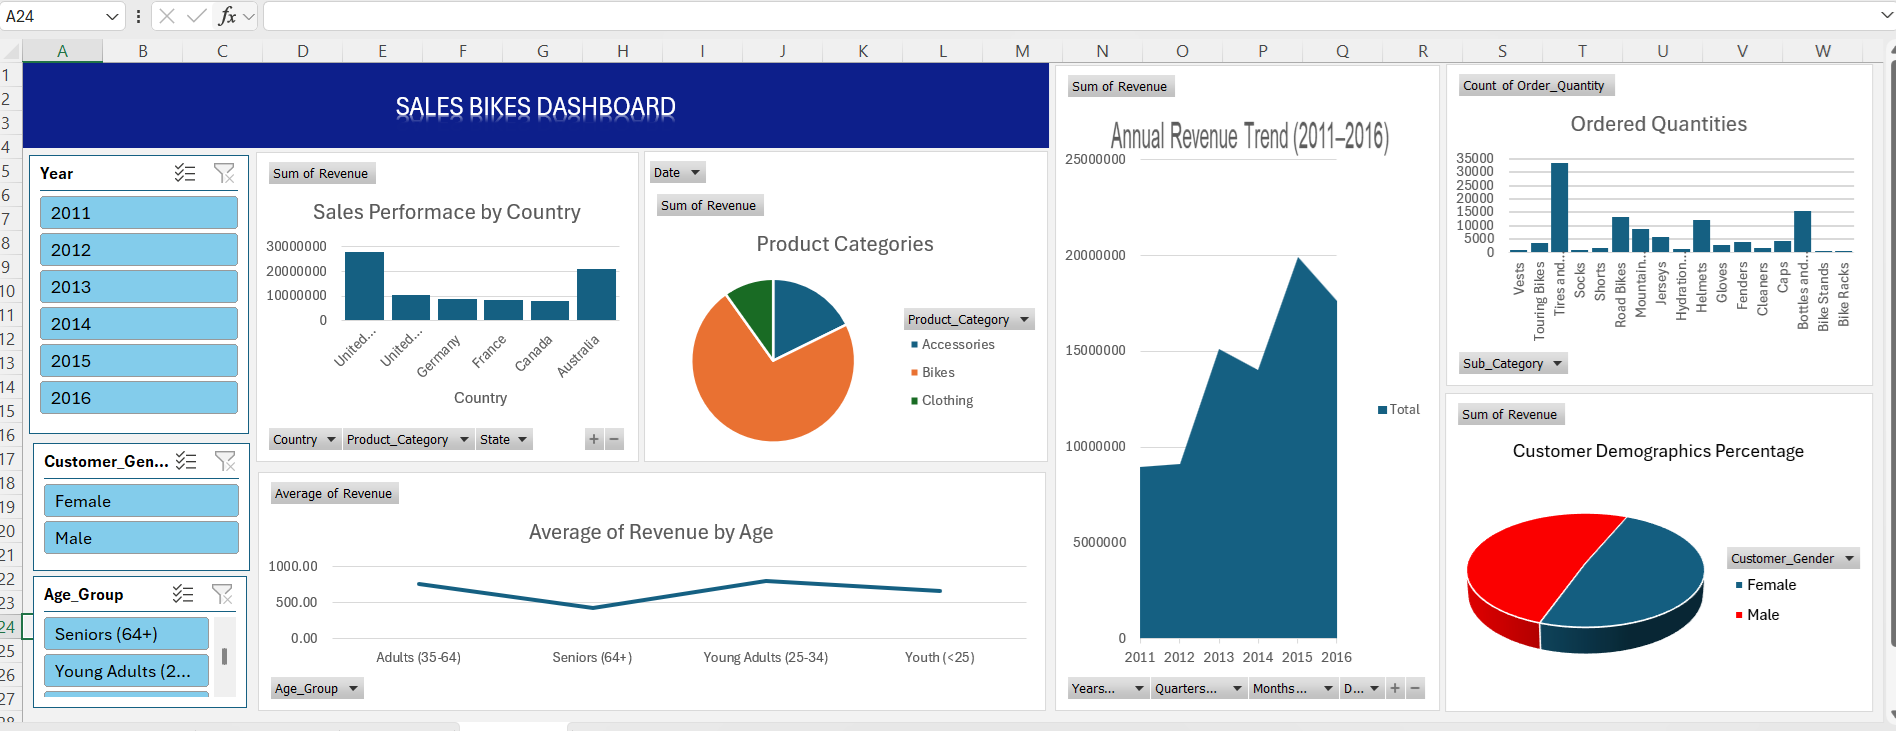 A24
fx
A B C D E F G H I J K L M N O P Q R S T U V W
1
2
3
4
5
6
7
8
9
10
11
12
13
14
15
16
17
18
19
20
21
22
23
24
25
26
27
28
SALES BIKES DASHBOARD
Year
2011
2012
2013
2014
2015
2016
Customer_Gen...
Female
Male
Age_Group
Seniors (64+)
Young Adults (2...
Sum of Revenue
Sales Performace by Country
30000000
20000000
10000000
0
United...
United...
Germany
France
Canada
Australia
Country
Country Product_Category State
+ −
Date
Sum of Revenue
Product Categories
Product_Category
Accessories
Bikes
Clothing
Average of Revenue
Average of Revenue by Age
1000.00
500.00
0.00
Adults (35-64) Seniors (64+) Young Adults (25-34) Youth (<25)
Age_Group
Sum of Revenue
Annual Revenue Trend (2011–2016)
25000000
20000000
15000000
10000000
5000000
0
2011 2012 2013 2014 2015 2016
Total
Years... Quarters... Months... D... + −
Count of Order_Quantity
Ordered Quantities
35000
30000
25000
20000
15000
10000
5000
0
Vests
Touring Bikes
Tires and...
Socks
Shorts
Road Bikes
Mountain...
Jerseys
Hydration...
Helmets
Gloves
Fenders
Cleaners
Caps
Bottles and...
Bike Stands
Bike Racks
Sub_Category
Sum of Revenue
Customer Demographics Percentage
Customer_Gender
Female
Male